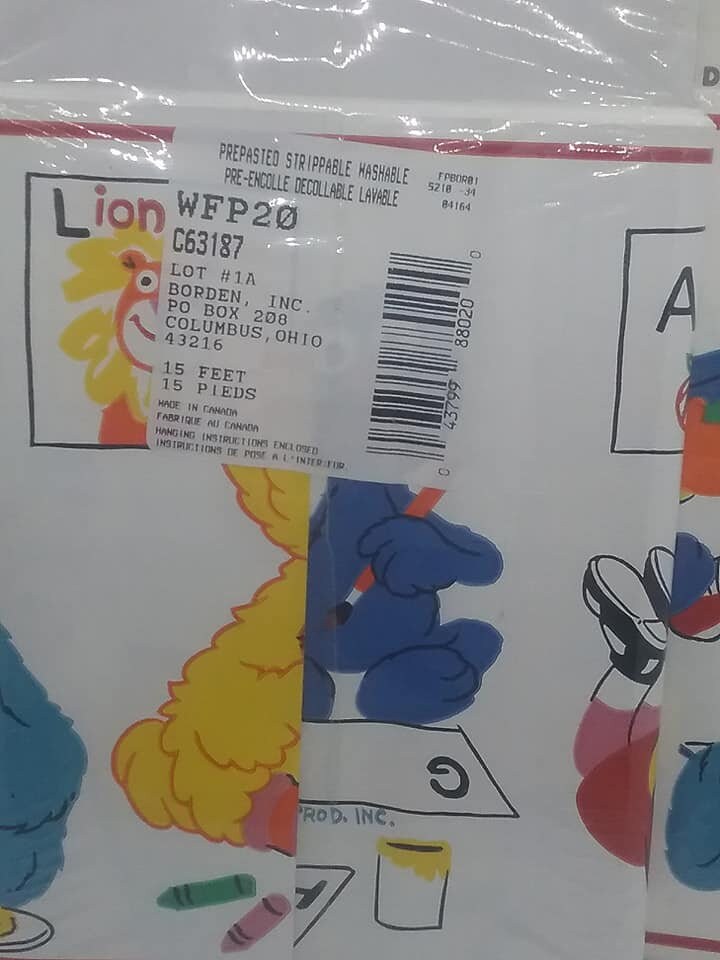 D
PREPASTED STRIPPABLE WASHABLE
PRE-ENCOLLE DECOLLABLE LAVABLE
FPBOR01
5210 -34
04164
Lion
WFP20
C63187
LOT #1A
BORDEN, INC.
PO BOX 208
COLUMBUS, OHIO
43216
15 FEET
15 PIEDS
MADE IN CANADA
FABRIQUE AU CANADA
HANGING INSTRUCTIONS ENCLOSED
INSTRUCTIONS DE POSE A L'INTERIEUR.
0 43799 88020 0
A
G
PROD. INC.